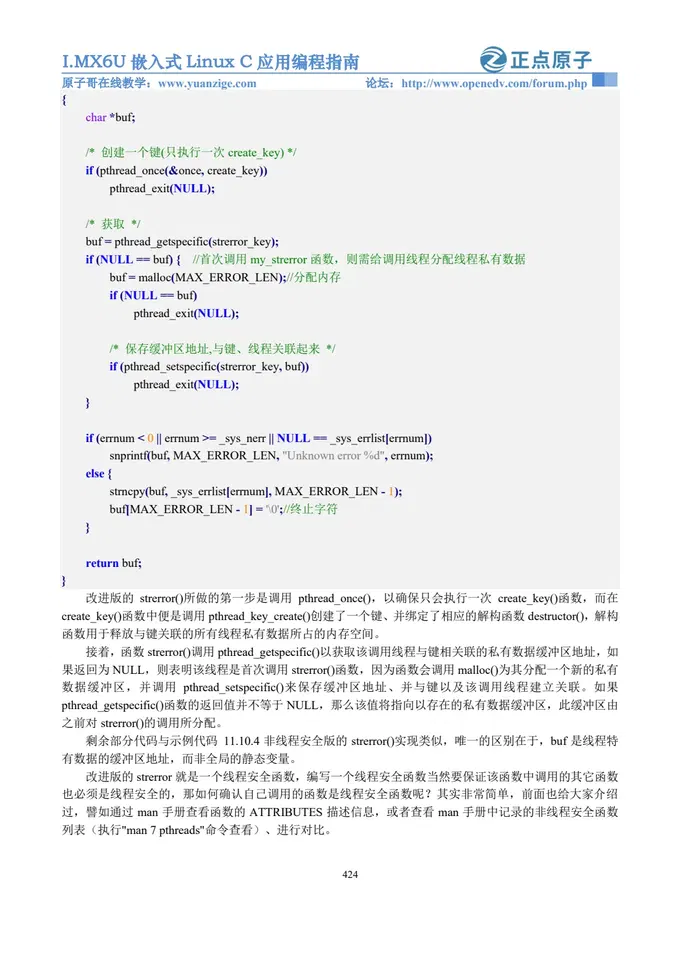 I.MX6U 嵌入式 Linux C 应用编程指南
正点原子
原子哥在线教学：www.yuanzige.com 论坛：http://www.openedv.com/forum.php
{
char *buf;
/* 创建一个键(只执行一次 create_key) */
if (pthread_once(&once, create_key))
pthread_exit(NULL);
/* 获取 */
buf = pthread_getspecific(strerror_key);
if (NULL == buf) { //首次调用 my_strerror 函数，则需给调用线程分配线程私有数据
buf = malloc(MAX_ERROR_LEN);//分配内存
if (NULL == buf)
pthread_exit(NULL);
/* 保存缓冲区地址,与键、线程关联起来 */
if (pthread_setspecific(strerror_key, buf))
pthread_exit(NULL);
}
if (errnum < 0 || errnum >= _sys_nerr || NULL == _sys_errlist[errnum])
snprintf(buf, MAX_ERROR_LEN, "Unknown error %d", errnum);
else {
strncpy(buf, _sys_errlist[errnum], MAX_ERROR_LEN - 1);
buf[MAX_ERROR_LEN - 1] = '\0';//终止字符
}
return buf;
}
改进版的 strerror()所做的第一步是调用 pthread_once()，以确保只会执行一次 create_key()函数，而在
create_key()函数中便是调用 pthread_key_create()创建了一个键、并绑定了相应的解构函数 destructor()，解构
函数用于释放与键关联的所有线程私有数据所占的内存空间。
接着，函数 strerror()调用 pthread_getspecific()以获取该调用线程与键相关联的私有数据缓冲区地址，如
果返回为 NULL，则表明该线程是首次调用 strerror()函数，因为函数会调用 malloc()为其分配一个新的私有
数据缓冲区，并调用 pthread_setspecific()来保存缓冲区地址、并与键以及该调用线程建立关联。如果
pthread_getspecific()函数的返回值并不等于 NULL，那么该值将指向以存在的私有数据缓冲区，此缓冲区由
之前对 strerror()的调用所分配。
剩余部分代码与示例代码 11.10.4 非线程安全版的 strerror()实现类似，唯一的区别在于，buf 是线程特
有数据的缓冲区地址，而非全局的静态变量。
改进版的 strerror 就是一个线程安全函数，编写一个线程安全函数当然要保证该函数中调用的其它函数
也必须是线程安全的，那如何确认自己调用的函数是线程安全函数呢？其实非常简单，前面也给大家介绍
过，譬如通过 man 手册查看函数的 ATTRIBUTES 描述信息，或者查看 man 手册中记录的非线程安全函数
列表（执行"man 7 pthreads"命令查看）、进行对比。
424